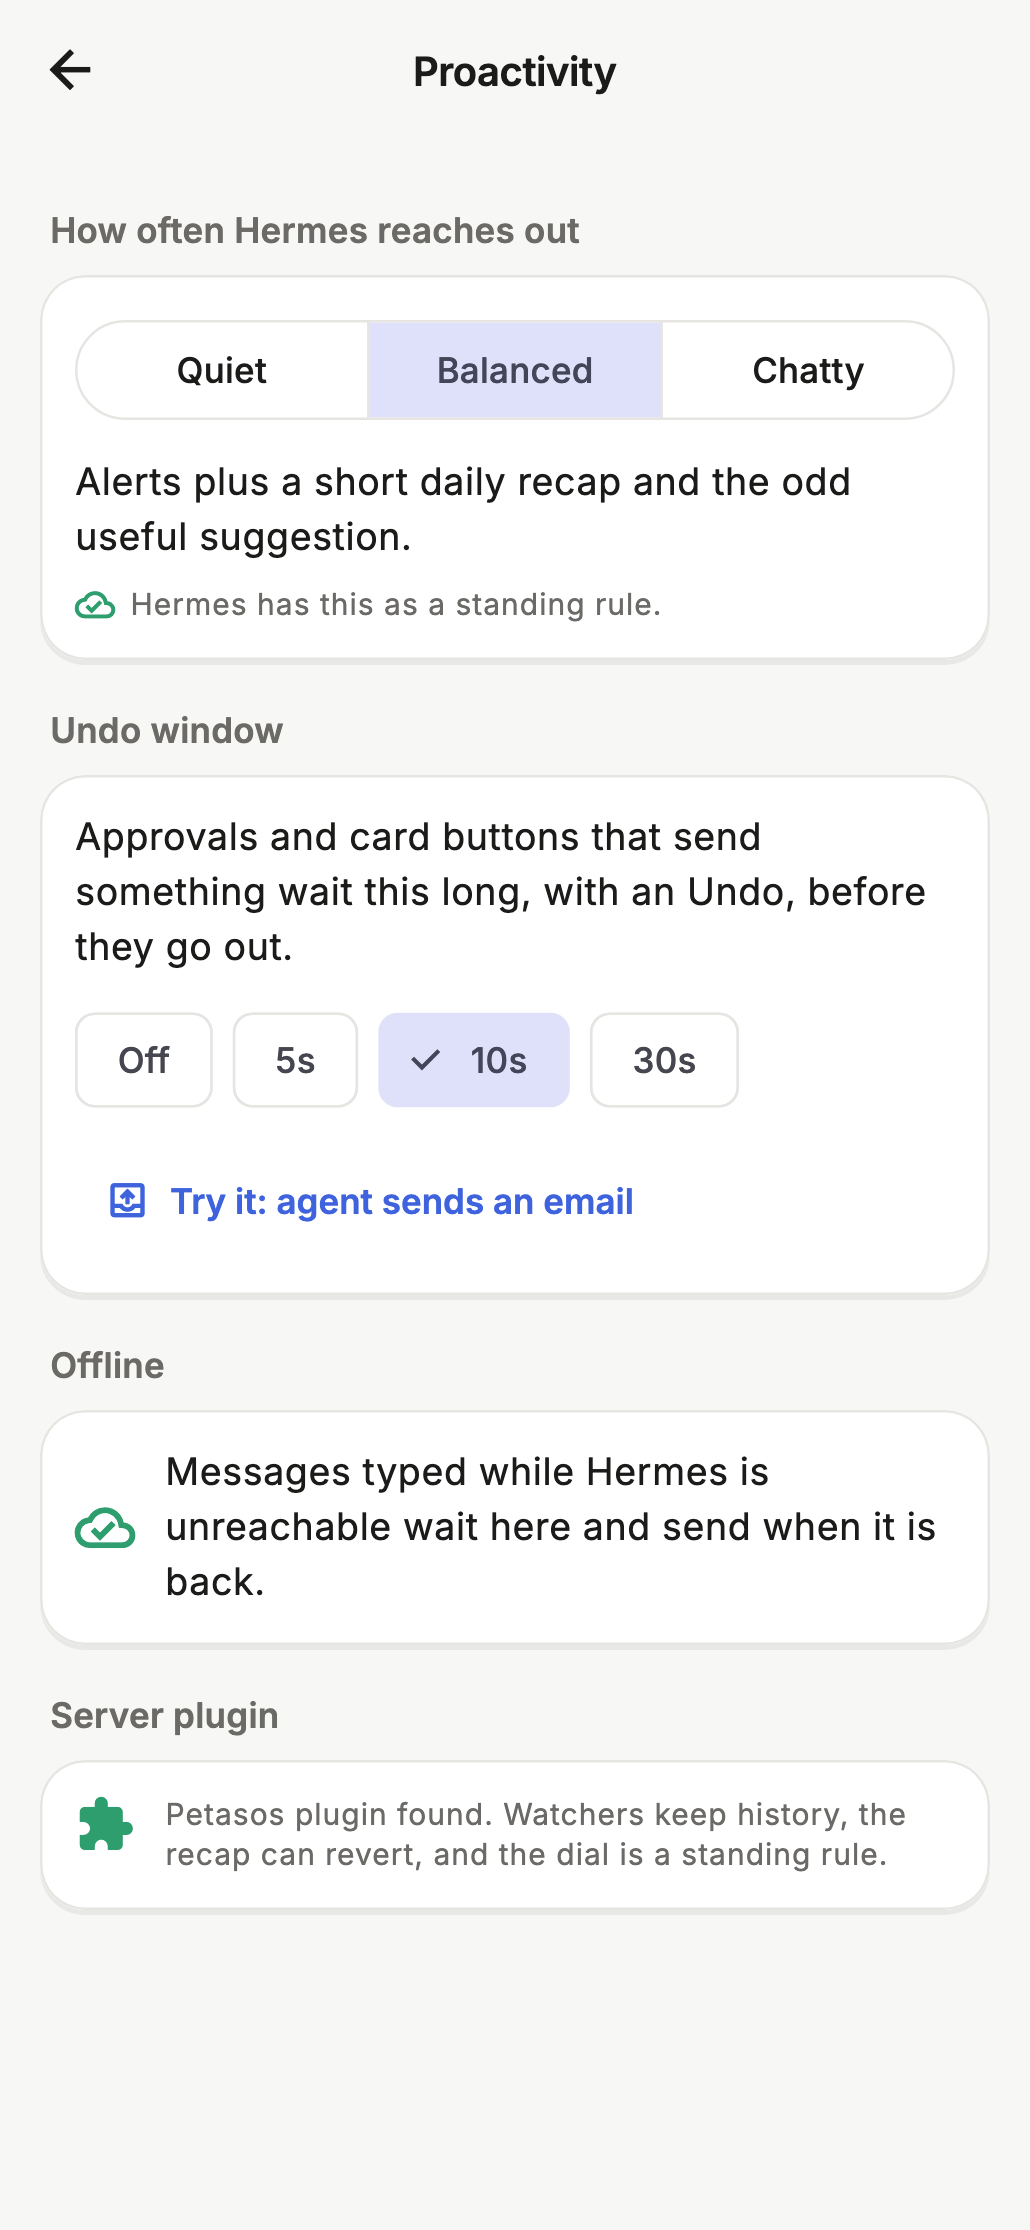 Proactivity
How often Hermes reaches out
Quiet
Balanced
Chatty
Alerts plus a short daily recap and the odd
useful suggestion.
Hermes has this as a standing rule.
Undo window
Approvals and card buttons that send
something wait this long, with an Undo, before
they go out.
Off
5s
10s
30s
Try it: agent sends an email
Offline
Messages typed while Hermes is
unreachable wait here and send when it is
back.
Server plugin
Petasos plugin found. Watchers keep history, the
recap can revert, and the dial is a standing rule.